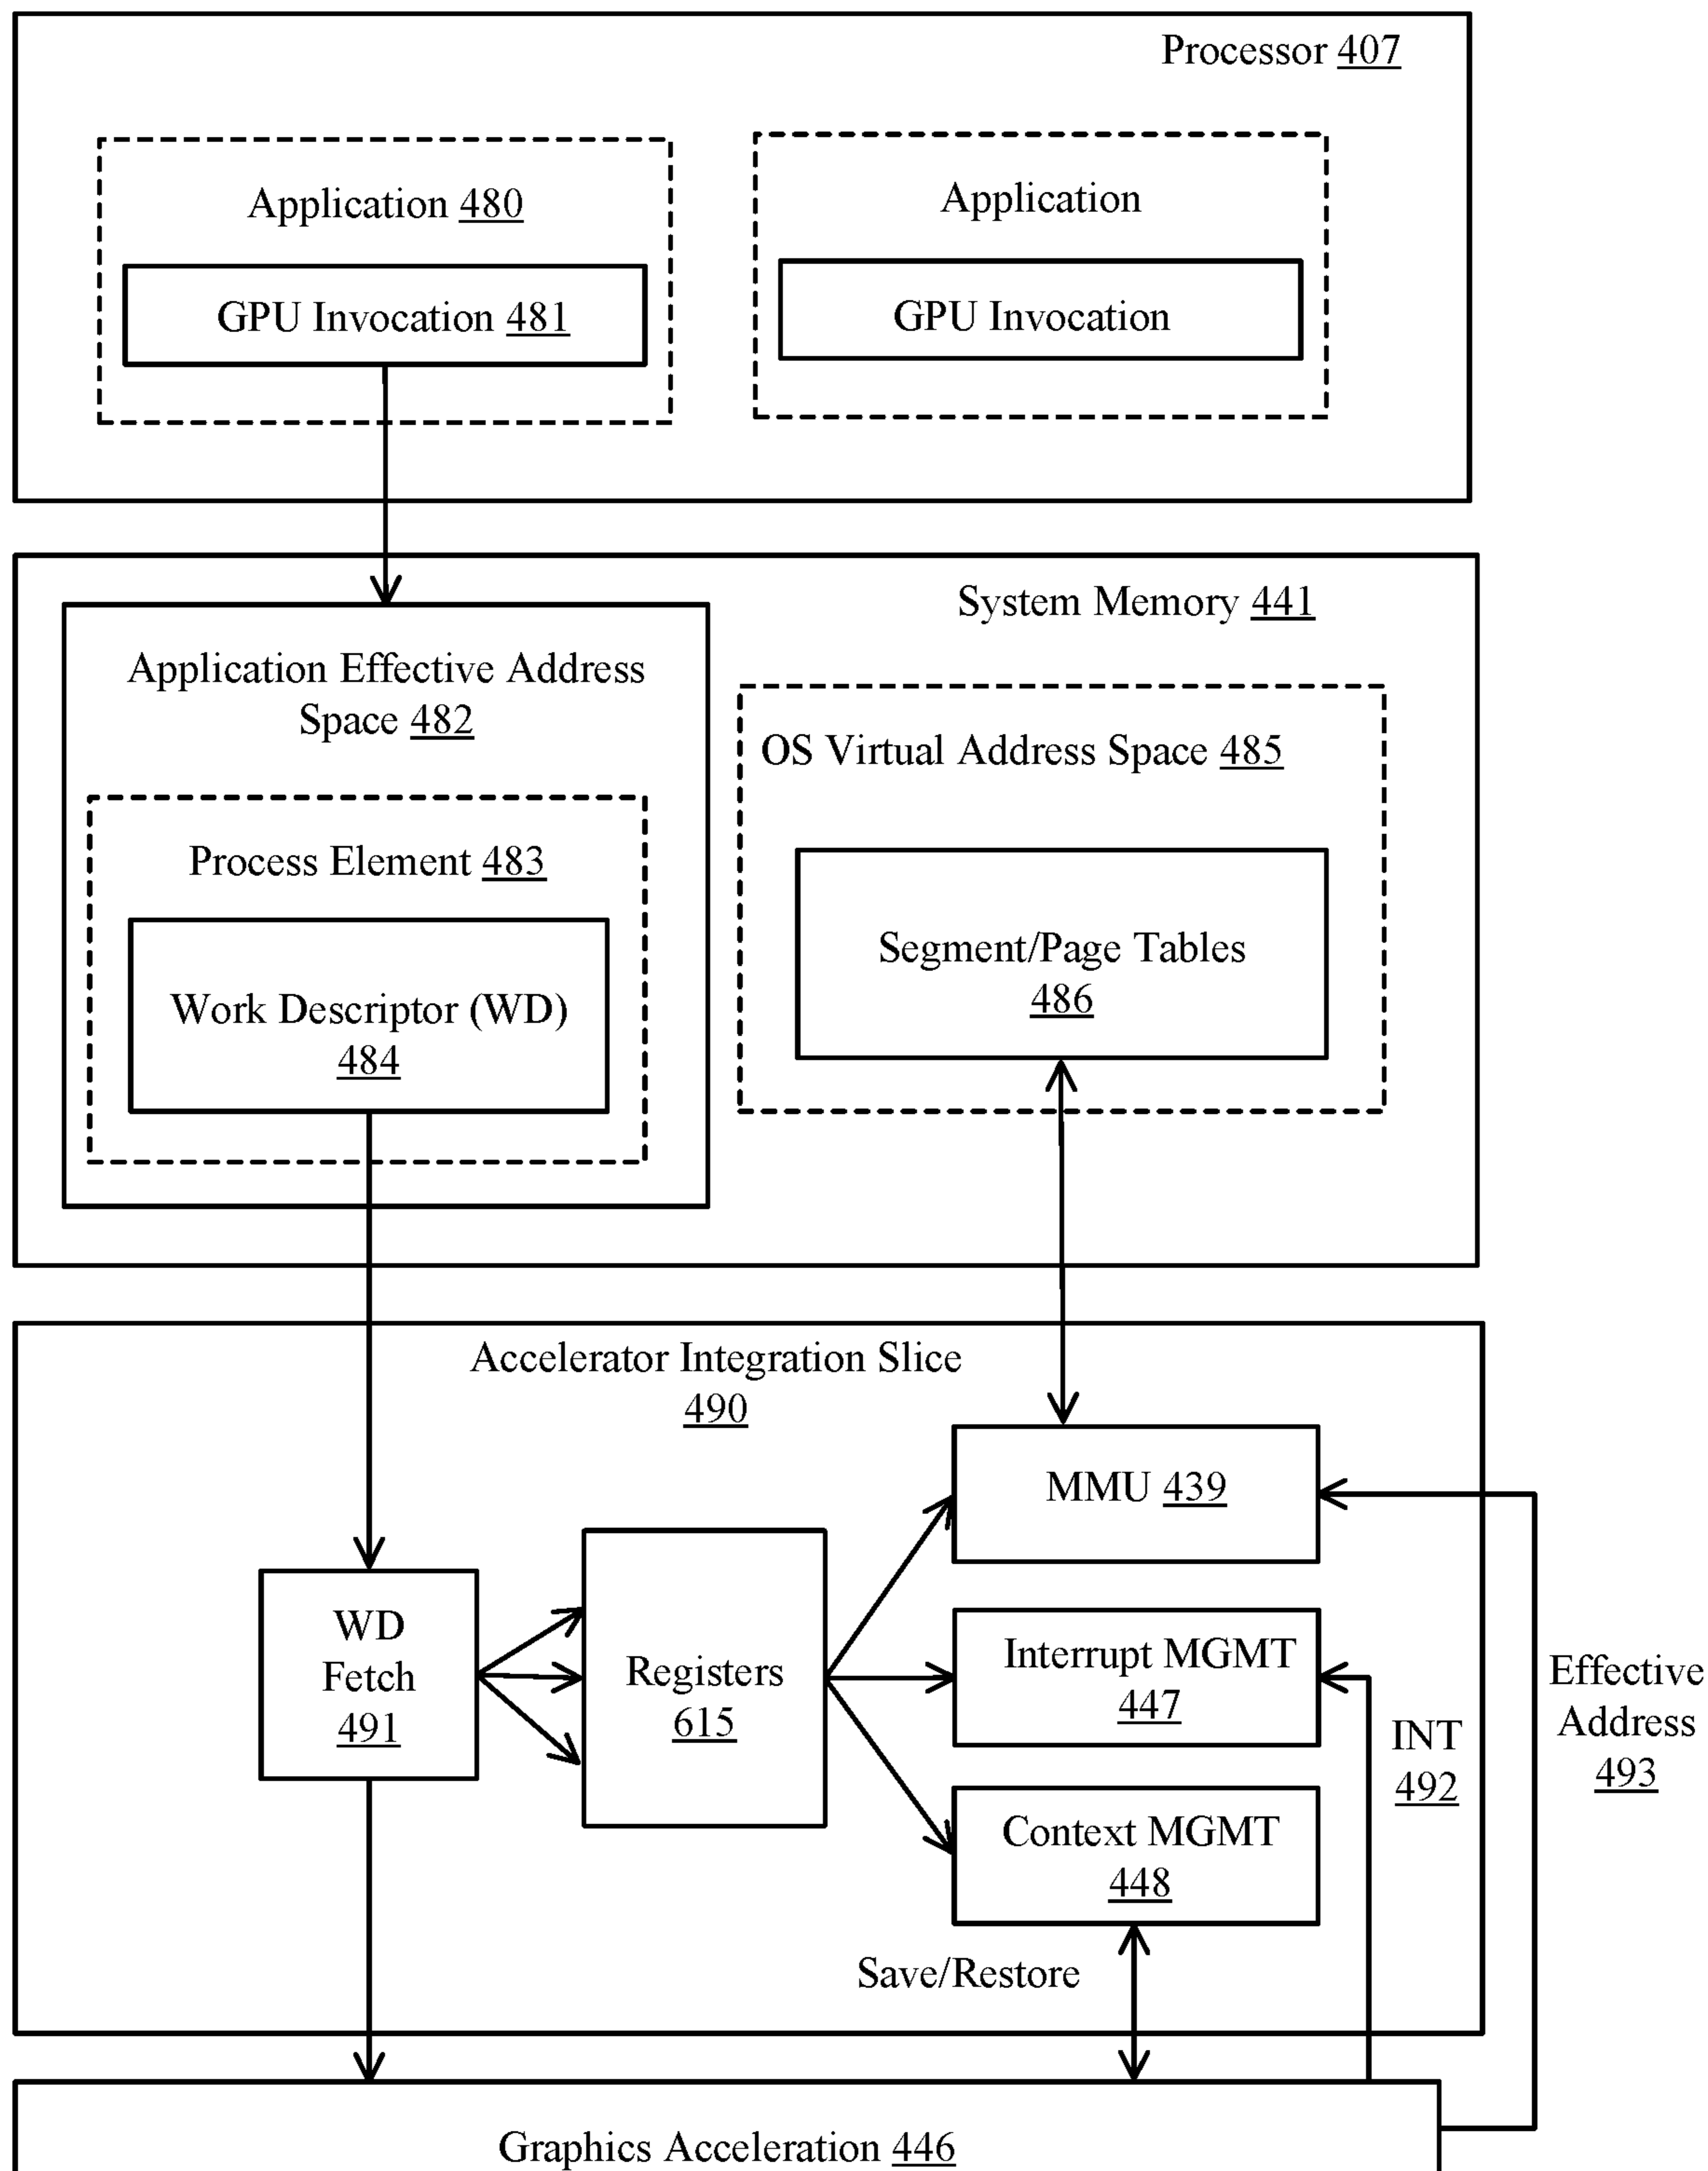 Processor 407
Application 480
Application
GPU Invocation 481
GPU Invocation
System Memory 441
Application Effective Address
Space 482
OS Virtual Address Space 485
Process Element 483
Segment/Page Tables
486
Work Descriptor (WD)
484
Accelerator Integration Slice
490
MMU 439
WD
Fetch
491
Registers
615
Interrupt MGMT
447
Effective
Address
493
INT
492
Context MGMT
448
Save/Restore
Graphics Acceleration 446